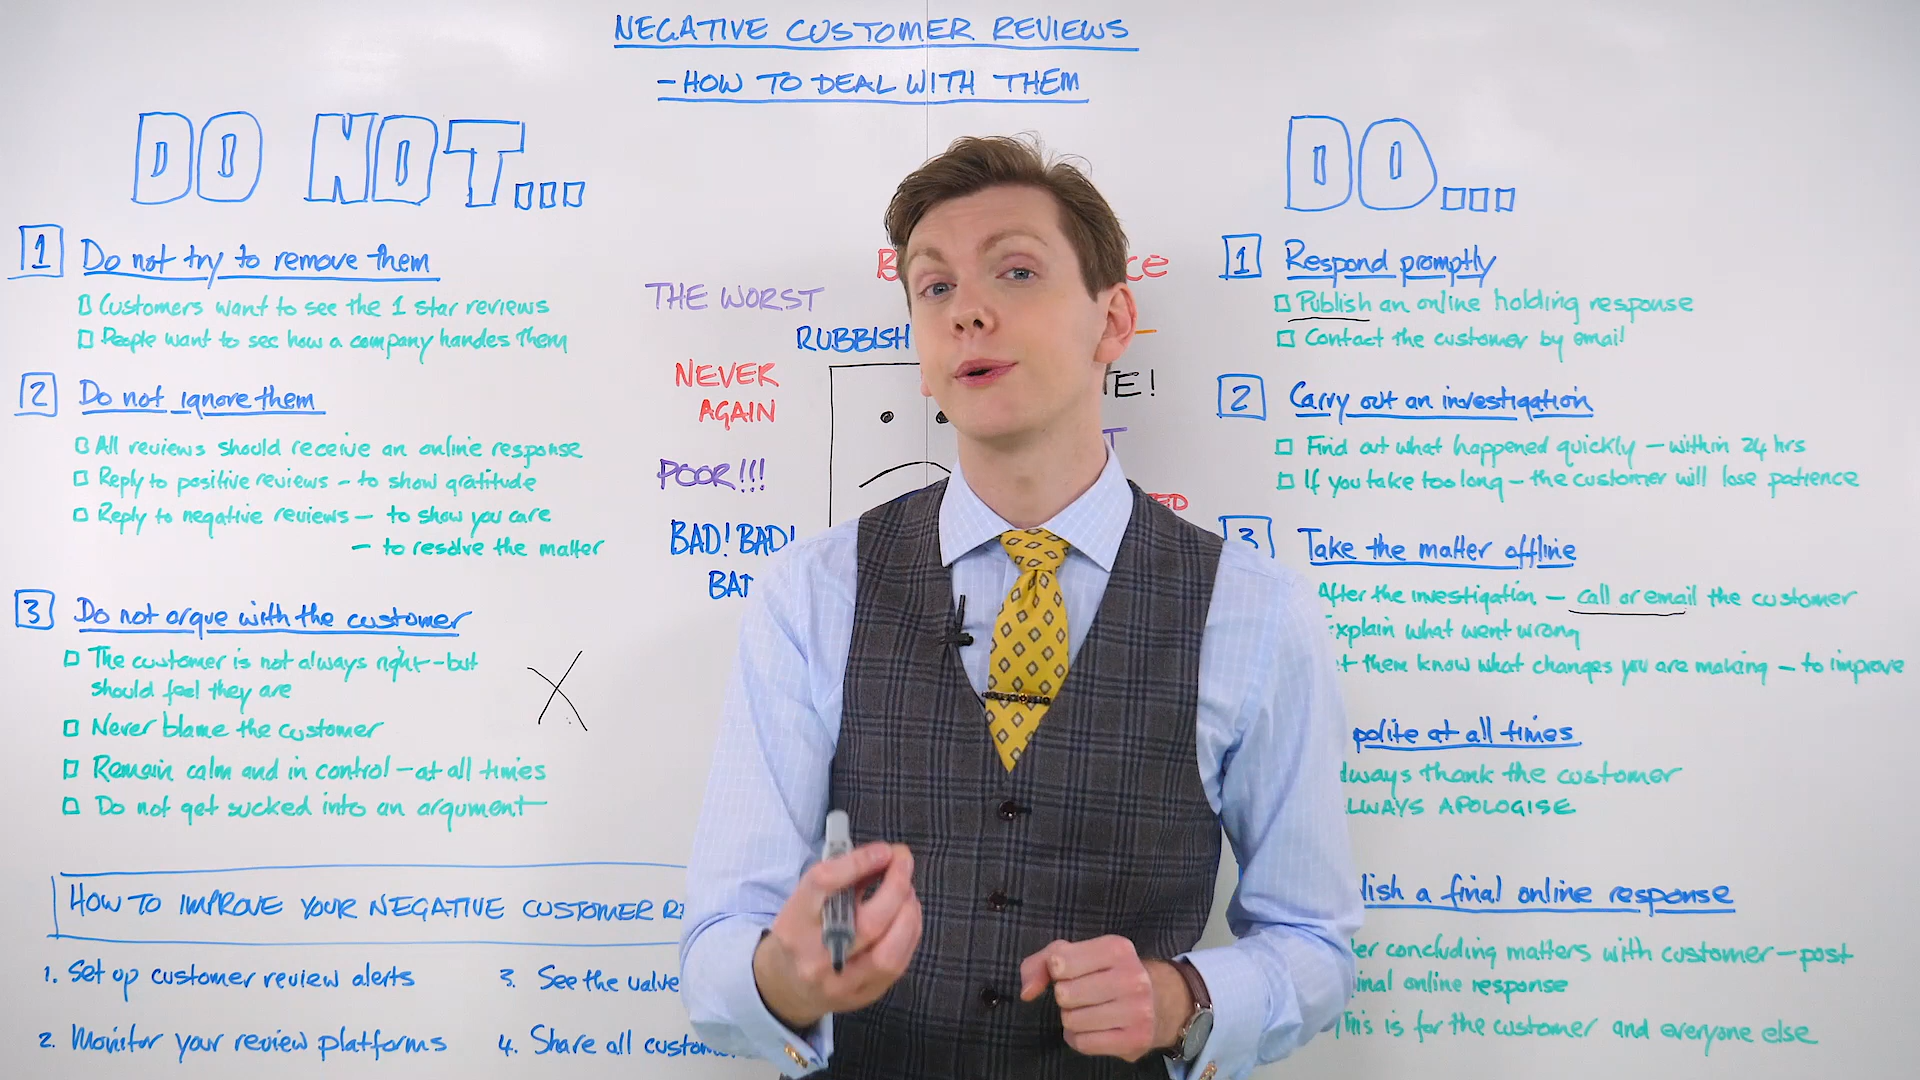 NEGATIVE CUSTOMER REVIEWS
- HOW TO DEAL WITH THEM
DO NOT...
1 Do not try to remove them
Customers want to see the 1 star reviews
People want to see how a company handes them
2 Do not ignore them
All reviews should receive an online response
Reply to positive reviews - to show gratitude
Reply to negative reviews - to show you care
- to resolve the matter
3 Do not argue with the customer
The customer is not always right - but
should feel they are
Never blame the customer
Remain calm and in control - at all times
Do not get sucked into an argument
X
THE WORST
RUBBISH
NEVER
AGAIN
POOR!!!
BAD! BAD!
DO...
1 Respond promptly
Publish an online holding response
Contact the customer by email
2 Carry out an investigation
Find out what happened quickly - within 24 hrs
If you take too long - the customer will lose patience
3 Take the matter offline
After the investigation - call or email the customer
explain what went wrong
them know what changes you are making - to improve
polite at all times
always thank the customer
ALWAYS APOLOGISE
a final online response
concluding matters with customer - post
final online response
This is for the customer and everyone else
HOW TO IMPROVE YOUR NEGATIVE CUSTOMER
1. Set up customer review alerts
2. Monitor your review platforms
3. See the value
4. Share all